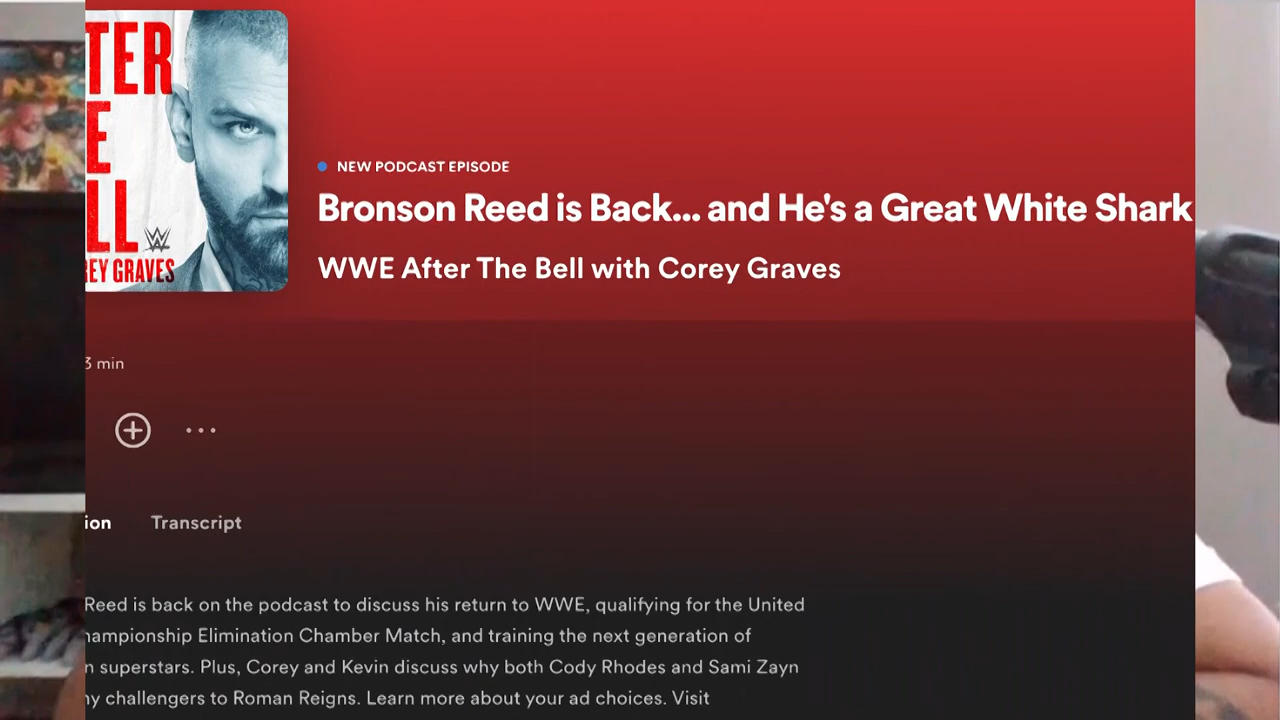 NXT
TER
E
LL
REY GRAVES
NEW PODCAST EPISODE
Bronson Reed is Back... and He's a Great White Shark
WWE After The Bell with Corey Graves
3 min
ion
Transcript
Reed is back on the podcast to discuss his return to WWE, qualifying for the United
hampionship Elimination Chamber Match, and training the next generation of
n superstars. Plus, Corey and Kevin discuss why both Cody Rhodes and Sami Zayn
hy challengers to Roman Reigns. Learn more about your ad choices. Visit